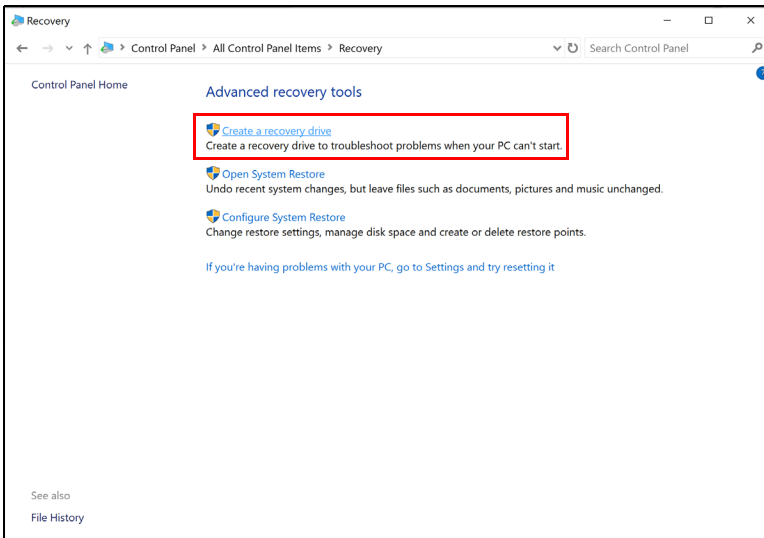 Recovery
Control Panel > All Control Panel Items > Recovery
Search Control Panel
Control Panel Home
Advanced recovery tools
Create a recovery drive
Create a recovery drive to troubleshoot problems when your PC can't start.
Open System Restore
Undo recent system changes, but leave files such as documents, pictures and music unchanged.
Configure System Restore
Change restore settings, manage disk space and create or delete restore points.
If you're having problems with your PC, go to Settings and try resetting it
See also
File History